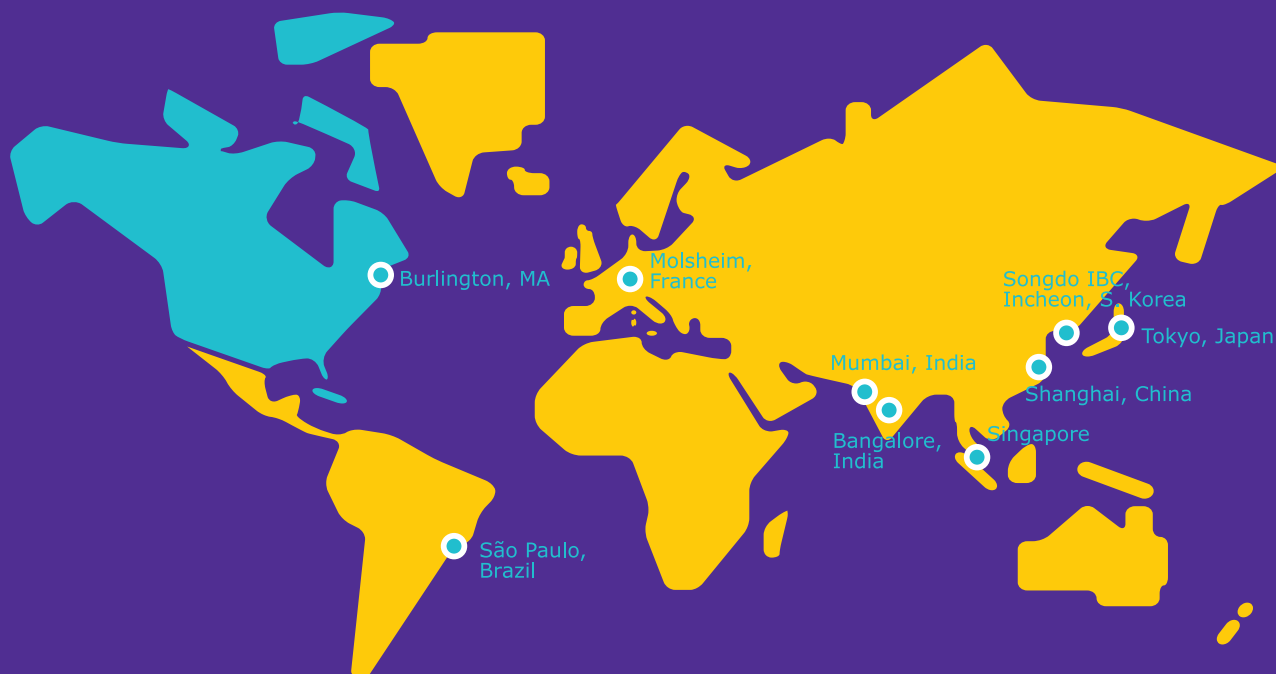 Burlington, MA
Molsheim,
France
Songdo IBC,
Incheon, S. Korea
Tokyo, Japan
Mumbai, India
Shanghai, China
Bangalore,
India
Singapore
São Paulo,
Brazil